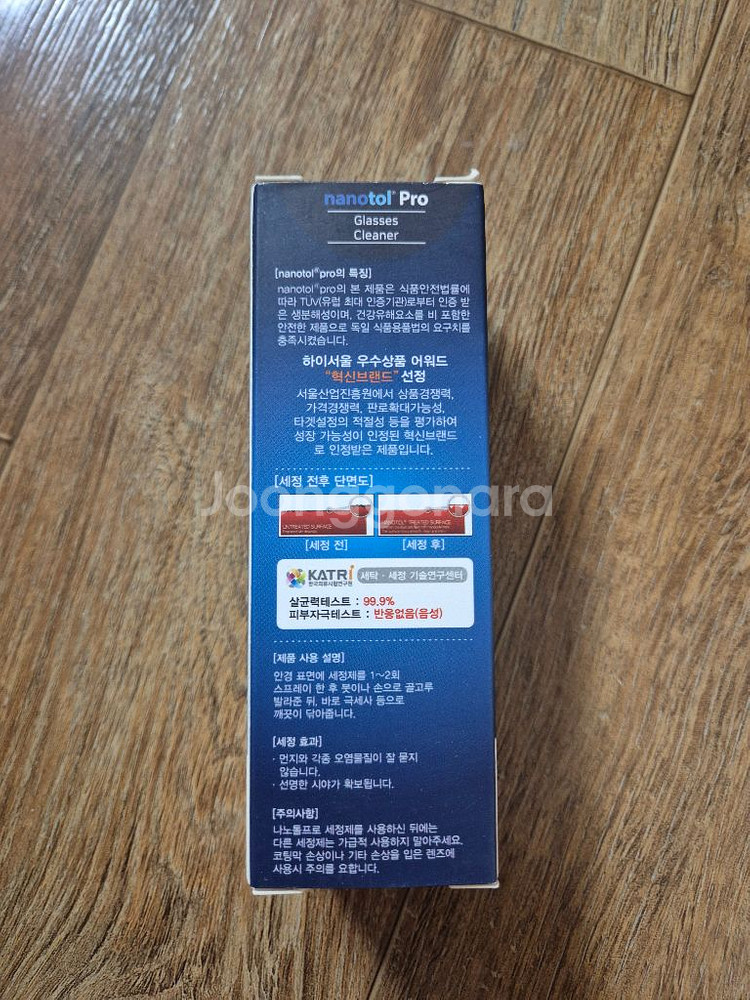 nanotol® Pro
Glasses
Cleaner
[nanotol®pro의 특징]
nanotol®pro의 본 제품은 식품안전법률에
따라 TÜV(유럽 최대 인증기관)로부터 인증 받
은 생분해성이며, 건강유해요소를 비 포함한
안전한 제품으로 독일 식품용품법의 요구치를
충족시켰습니다.
하이서울 우수상품 어워드
"혁신브랜드" 선정
서울산업진흥원에서 상품경쟁력,
가격경쟁력, 판로확대가능성,
타겟설정의 적절성 등을 평가하여
성장 가능성이 인정된 혁신브랜드
로 인정받은 제품입니다.
[세정 전후 단면도]
Joonggonara
UNTREATED SURFACE
NANOTOL® TREATED SURFACE
[세정 전]
[세정 후]
KATRi 세탁 · 세정 기술연구센터
한국의류시험연구원
살균력테스트 : 99.9%
피부자극테스트 : 반응없음(음성)
[제품 사용 설명]
안경 표면에 세정제를 1~2회
스프레이 한 후 붓이나 손으로 골고루
발라준 뒤, 바로 극세사 등으로
깨끗이 닦아줍니다.
[세정 효과]
· 먼지와 각종 오염물질이 잘 묻지
않습니다.
· 선명한 시야가 확보됩니다.
[주의사항]
나노톨프로 세정제를 사용하신 뒤에는
다른 세정제는 가급적 사용하지 말아주세요.
코팅막 손상이나 기타 손상을 입은 렌즈에
사용시 주의를 요합니다.